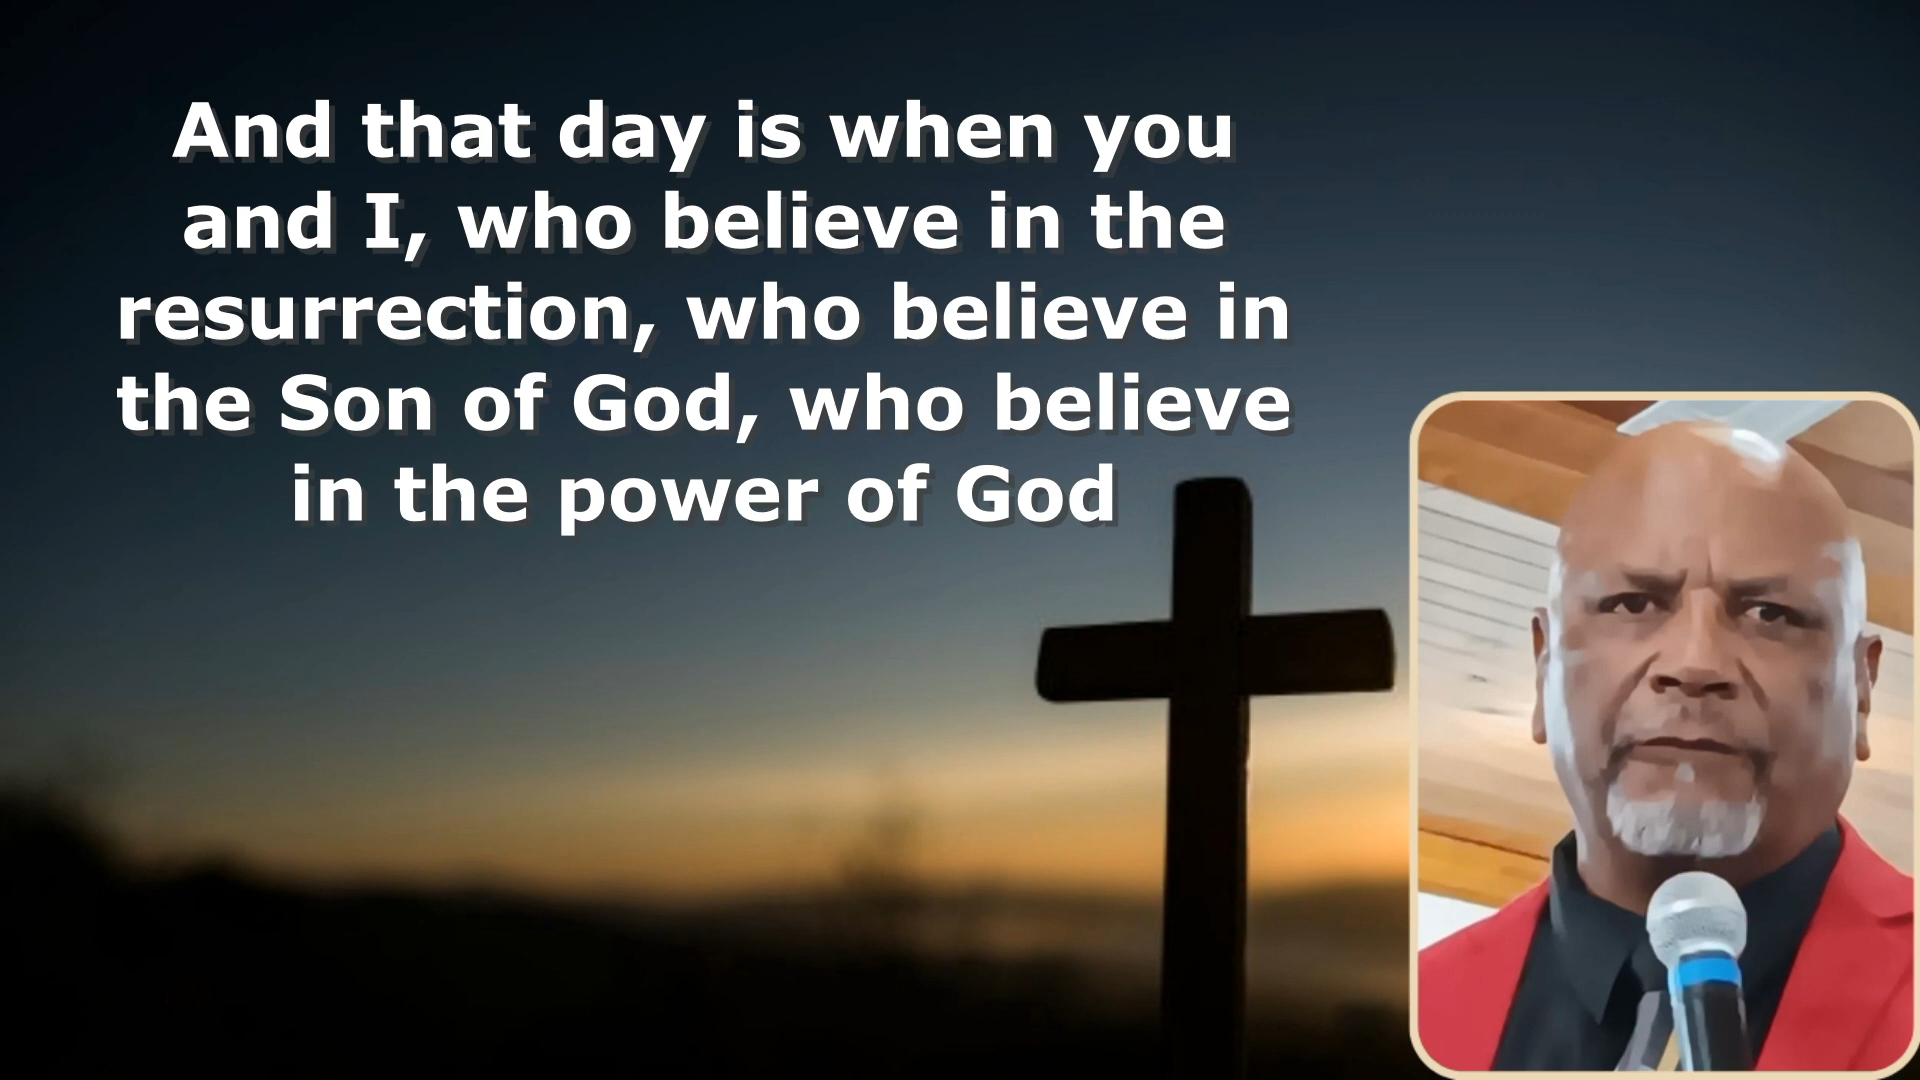 And that day is when you
and I, who believe in the
resurrection, who believe in
the Son of God, who believe
in the power of God